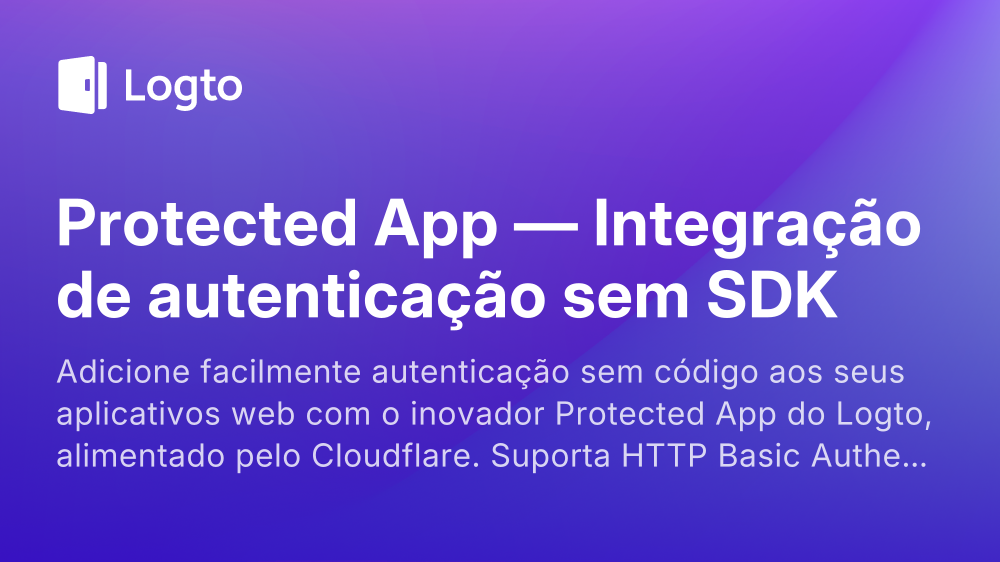 Logto
Protected App — Integração
de autenticação sem SDK
Adicione facilmente autenticação sem código aos seus
aplicativos web com o inovador Protected App do Logto,
alimentado pelo Cloudflare. Suporta HTTP Basic Authe...